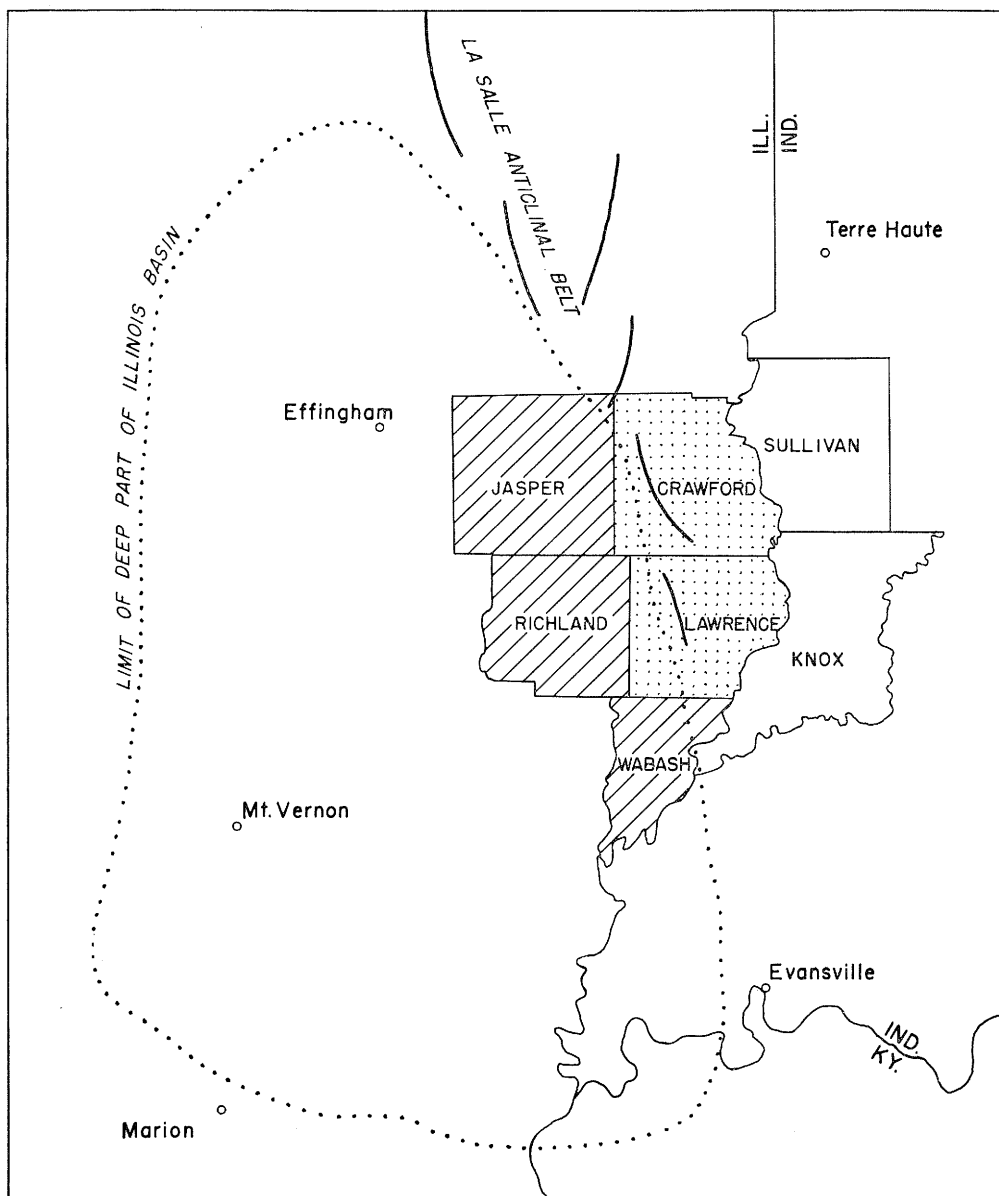 LA SALLE ANTICLINAL BELT
ILL.
IND.
Terre Haute
LIMIT OF DEEP PART OF ILLINOIS BASIN
Effingham
SULLIVAN
JASPER
CRAWFORD
RICHLAND
LAWRENCE
KNOX
WABASH
Mt. Vernon
Evansville
IND.
KY.
Marion